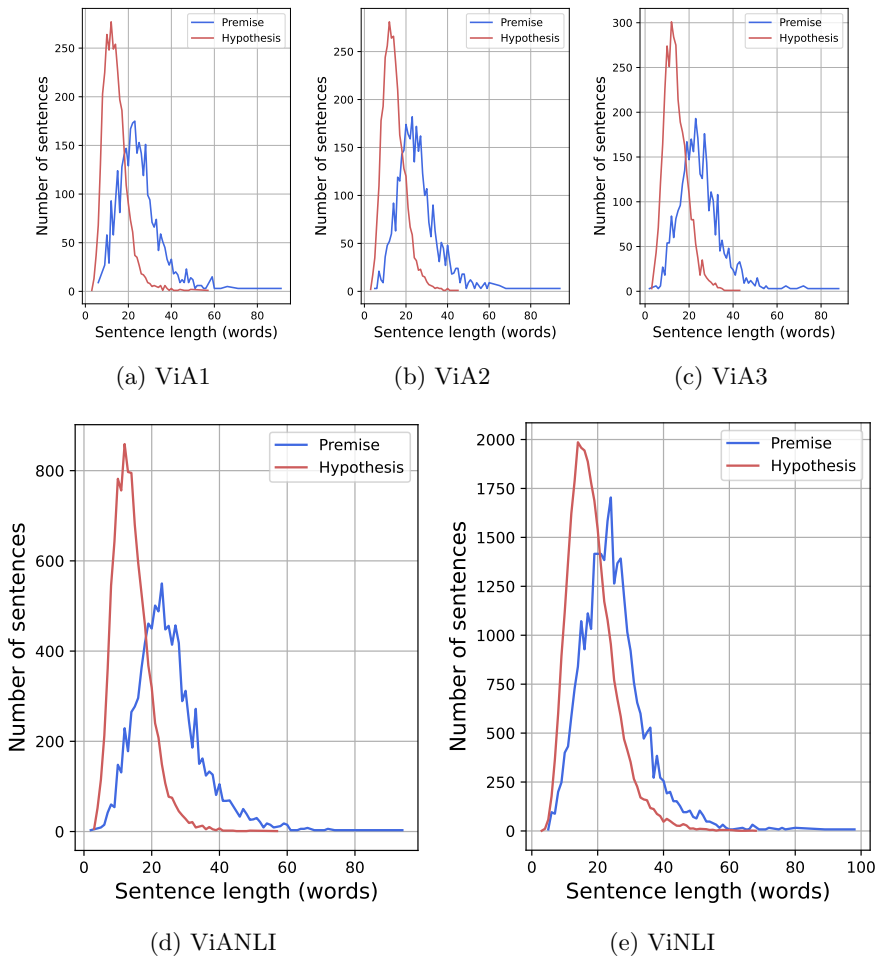 Premise
Hypothesis
250
200
150
100
50
0
Number of sentences
0 20 40 60 80
Sentence length (words)
(a) ViA1
Premise
Hypothesis
250
200
150
100
50
0
Number of sentences
0 20 40 60 80
Sentence length (words)
(b) ViA2
Premise
Hypothesis
300
250
200
150
100
50
0
Number of sentences
0 20 40 60 80
Sentence length (words)
(c) ViA3
Premise
Hypothesis
800
600
400
200
0
Number of sentences
0 20 40 60 80
Sentence length (words)
(d) ViANLI
Premise
Hypothesis
2000
1750
1500
1250
1000
750
500
250
0
Number of sentences
0 20 40 60 80 100
Sentence length (words)
(e) ViNLI